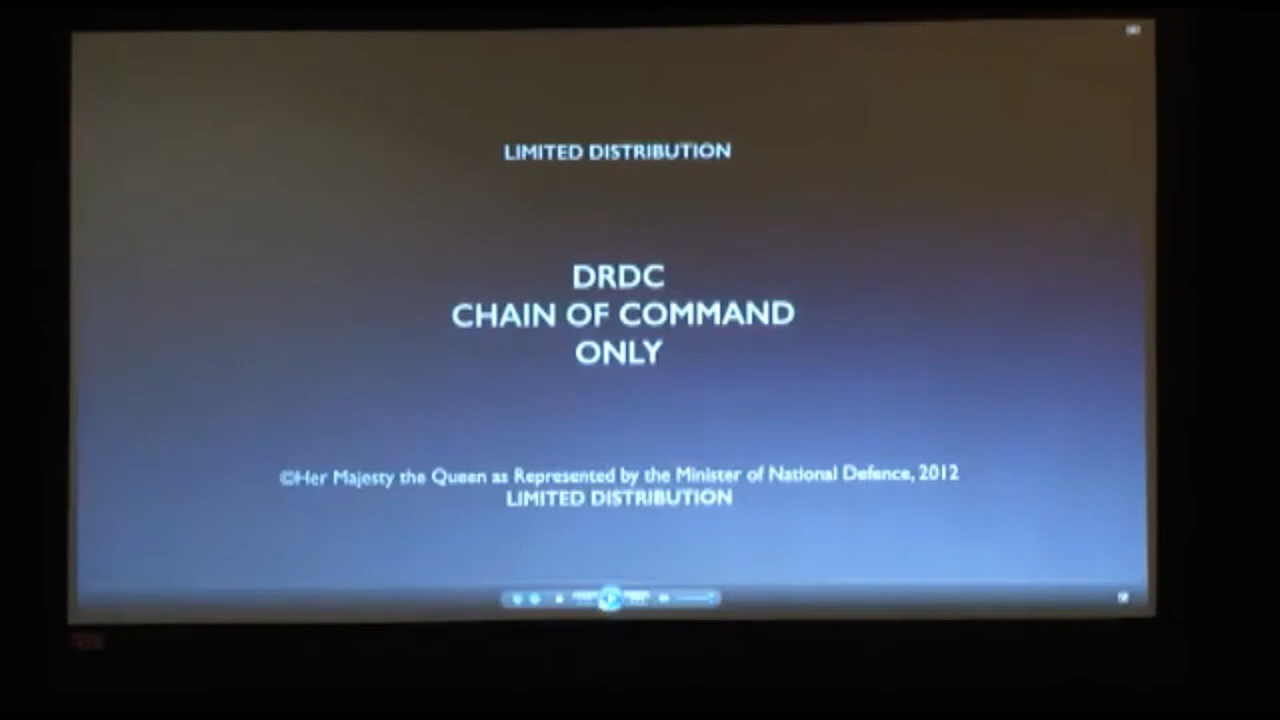 LIMITED DISTRIBUTION
DRDC
CHAIN OF COMMAND
ONLY
©Her Majesty the Queen as Represented by the Minister of National Defence, 2012
LIMITED DISTRIBUTION